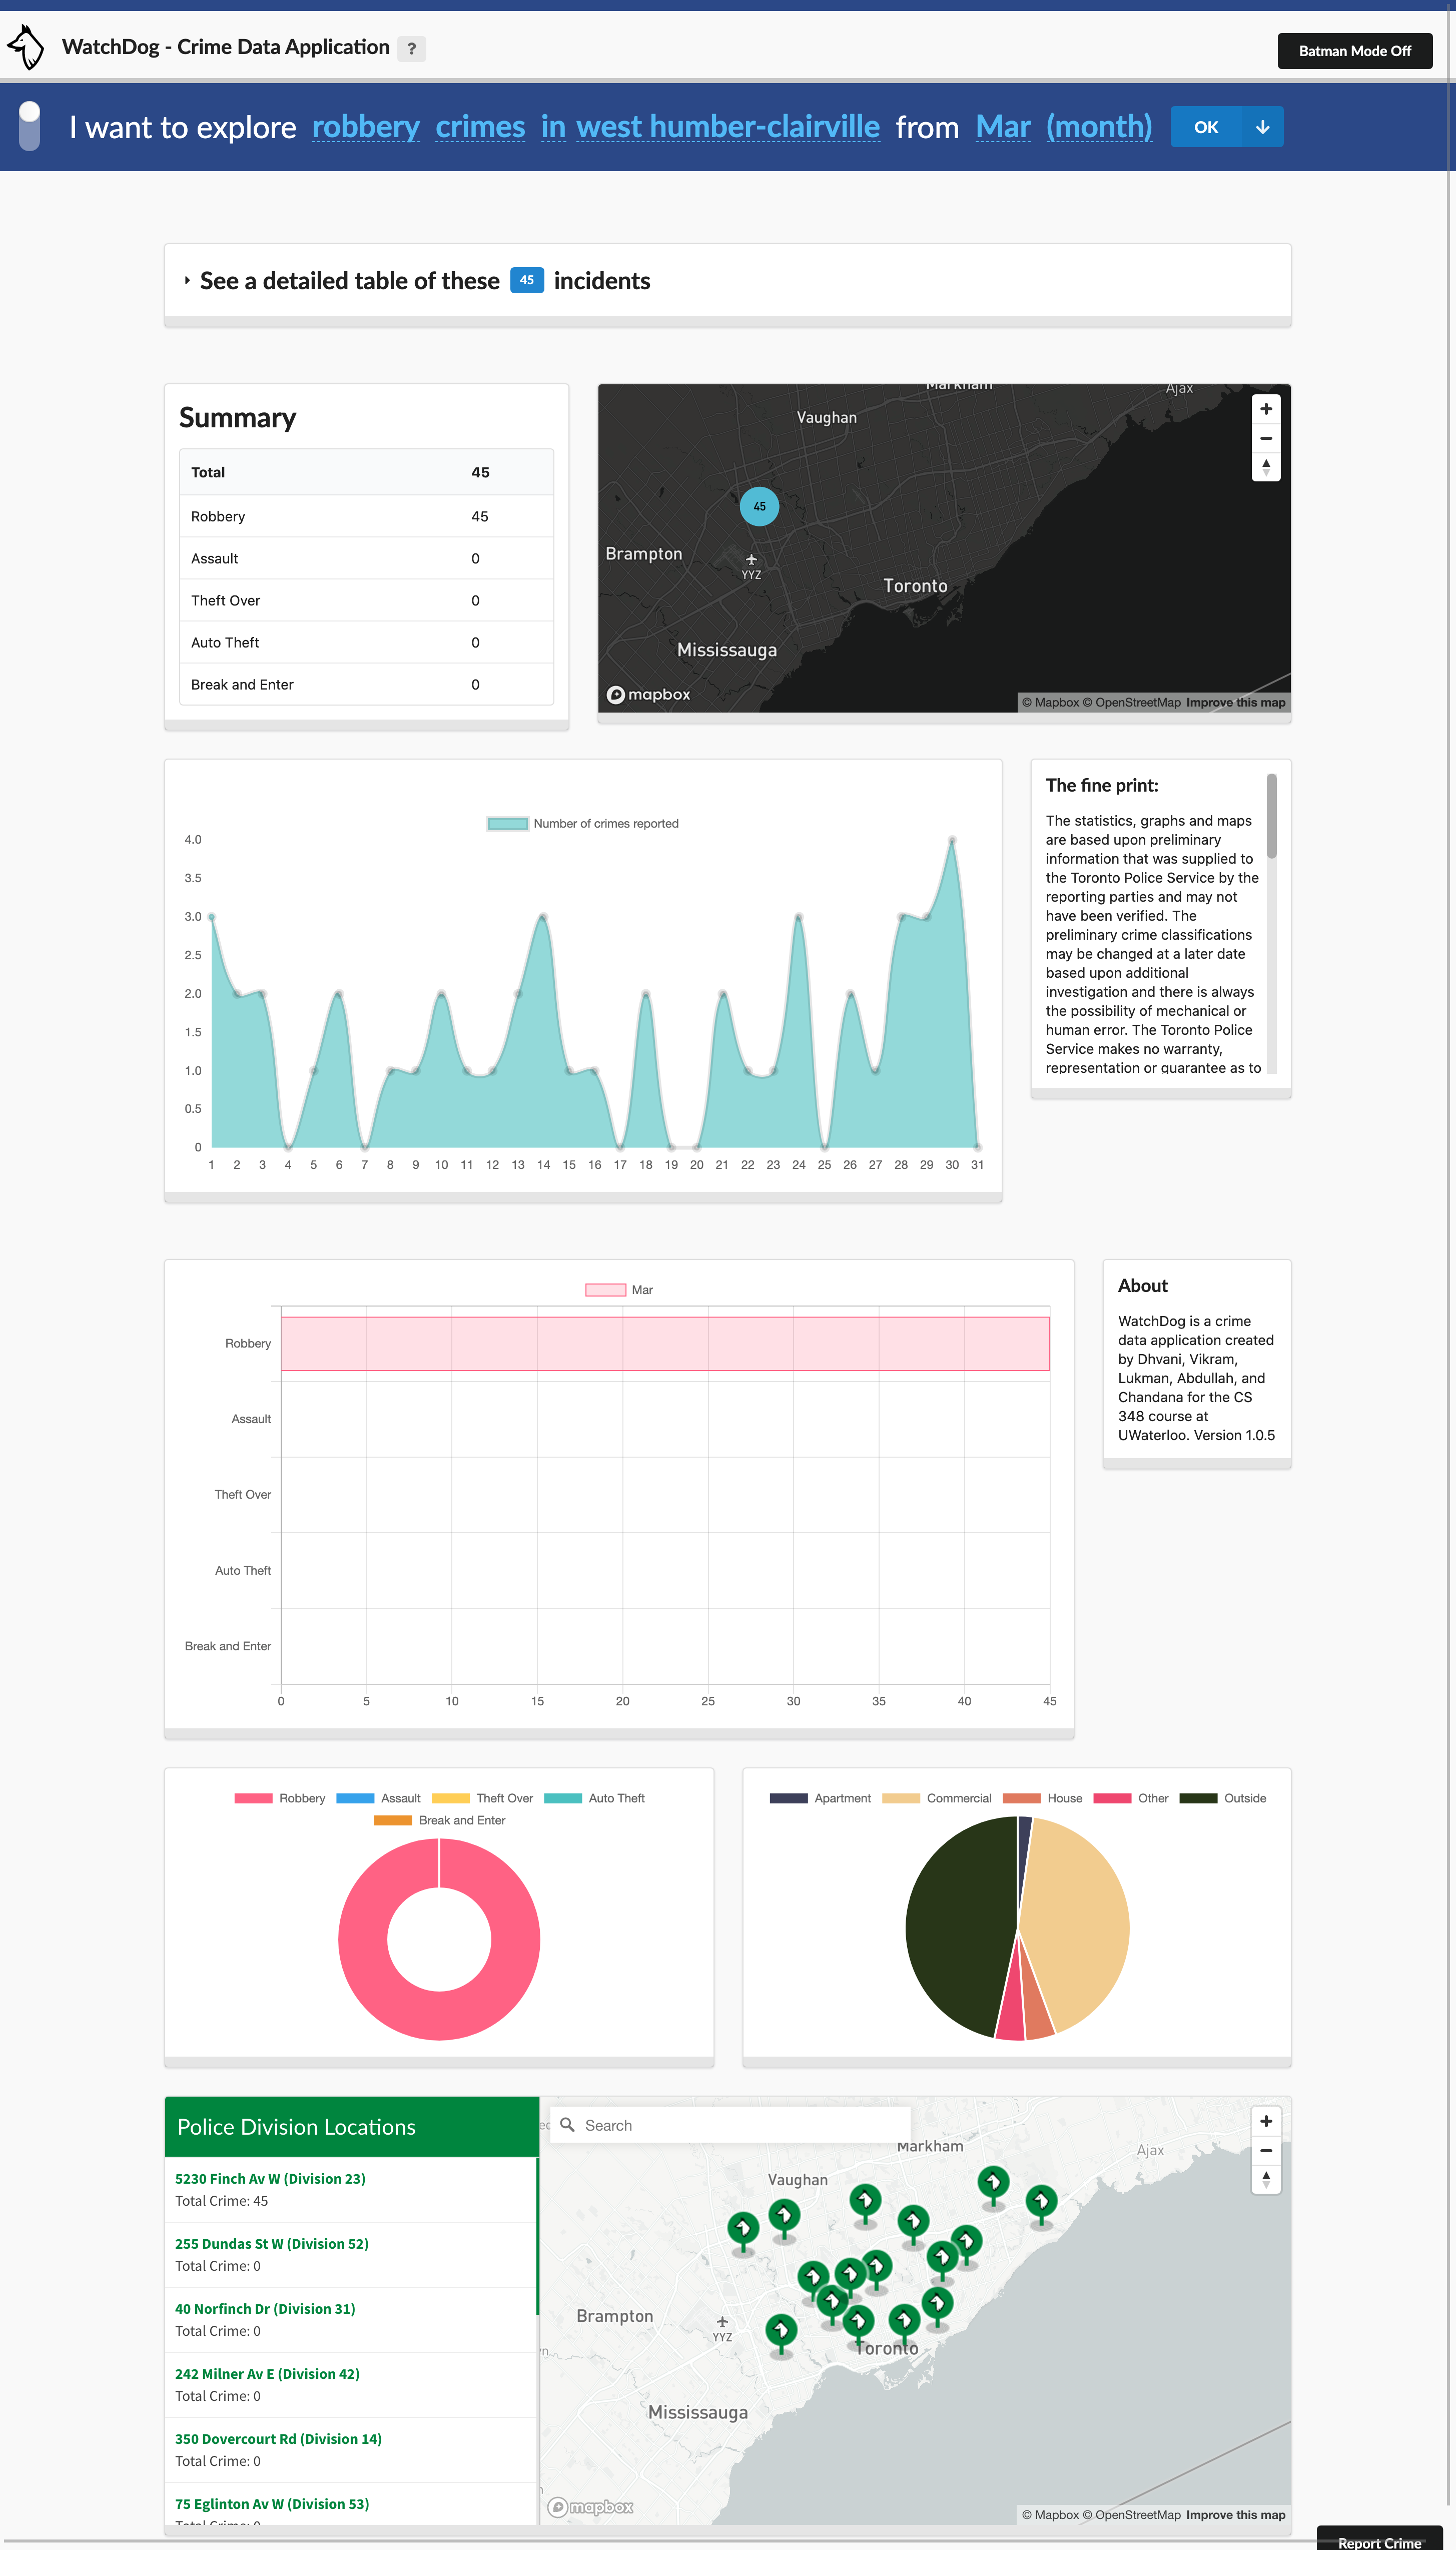 WatchDog - Crime Data Application ?
Batman Mode Off
I want to explore robbery crimes in west humber-clairville from Mar (month) OK
See a detailed table of these 45 incidents
Summary
Total 45
Robbery 45
Assault 0
Theft Over 0
Auto Theft 0
Break and Enter 0
Markham
Ajax
Vaughan
45
Brampton
YYZ
Toronto
Mississauga
mapbox
© Mapbox © OpenStreetMap Improve this map
Number of crimes reported
4.0
3.5
3.0
2.5
2.0
1.5
1.0
0.5
0
1 2 3 4 5 6 7 8 9 10 11 12 13 14 15 16 17 18 19 20 21 22 23 24 25 26 27 28 29 30 31
The fine print:
The statistics, graphs and maps
are based upon preliminary
information that was supplied to
the Toronto Police Service by the
reporting parties and may not
have been verified. The
preliminary crime classifications
may be changed at a later date
based upon additional
investigation and there is always
the possibility of mechanical or
human error. The Toronto Police
Service makes no warranty,
representation or guarantee as to
Mar
Robbery
Assault
Theft Over
Auto Theft
Break and Enter
0 5 10 15 20 25 30 35 40 45
About
WatchDog is a crime
data application created
by Dhvani, Vikram,
Lukman, Abdullah, and
Chandana for the CS
348 course at
UWaterloo. Version 1.0.5
Robbery Assault Theft Over Auto Theft
Break and Enter
Apartment Commercial House Other Outside
Police Division Locations
5230 Finch Av W (Division 23)
Total Crime: 45
255 Dundas St W (Division 52)
Total Crime: 0
40 Norfinch Dr (Division 31)
Total Crime: 0
242 Milner Av E (Division 42)
Total Crime: 0
350 Dovercourt Rd (Division 14)
Total Crime: 0
75 Eglinton Av W (Division 53)
Total Crime: 0
Search
Markham
Ajax
Vaughan
Brampton
YYZ
Toronto
Mississauga
mapbox
© Mapbox © OpenStreetMap Improve this map
Report Crime